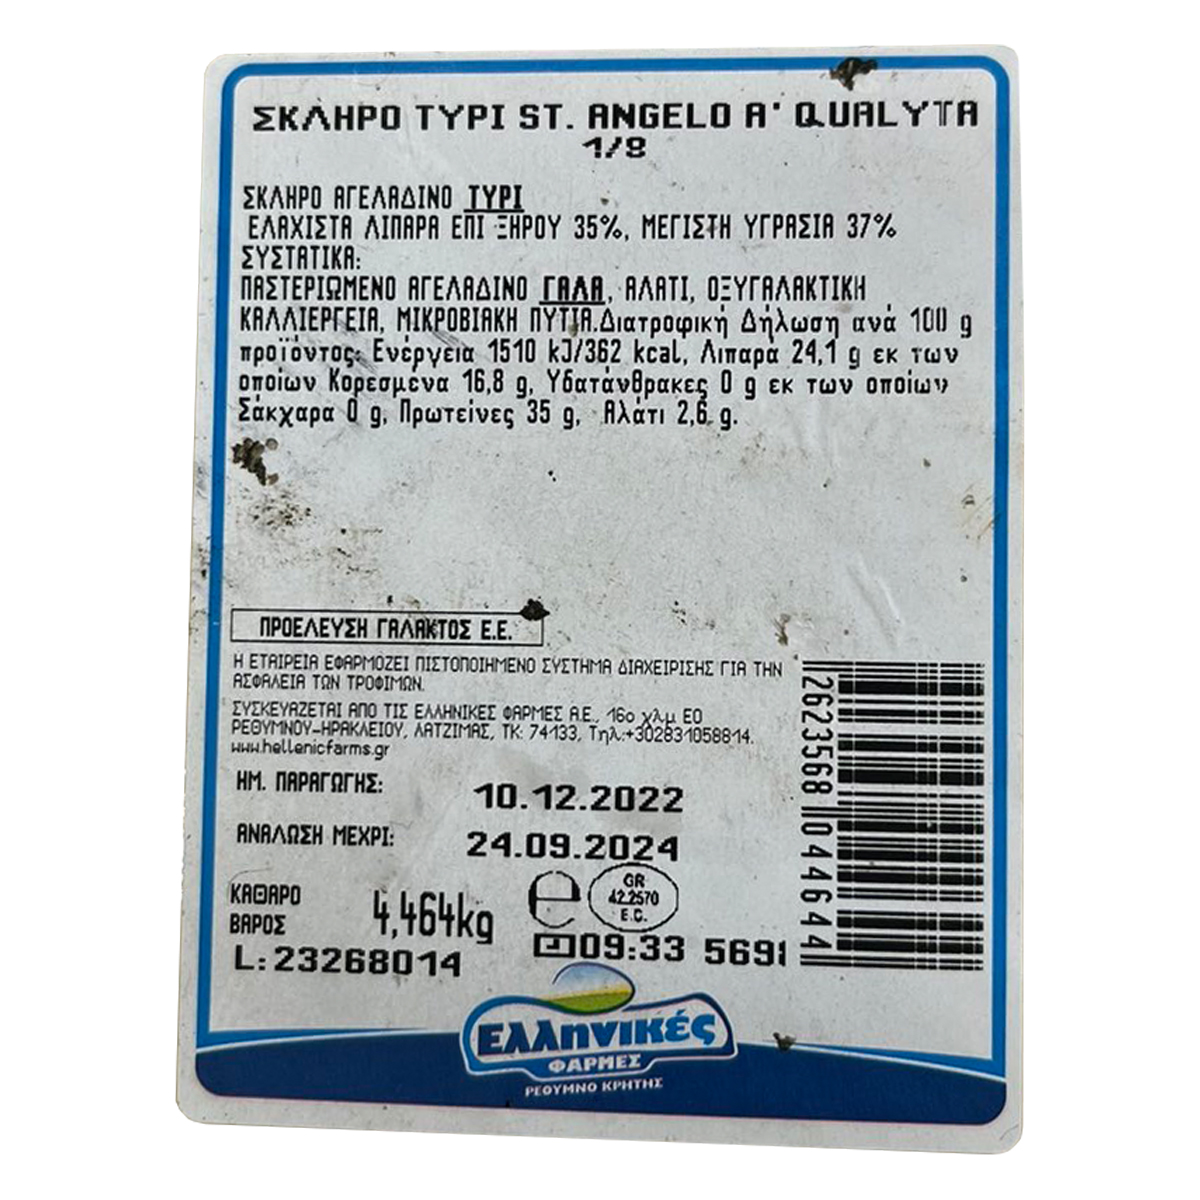 ΣΚΛΗΡΟ ΤΥΡΙ ST. ANGELO A' QUALYTA
1/8
ΣΚΛΗΡΟ ΑΓΕΛΑΔΙΝΟ ΤΥΡΙ
ΕΛΑΧΙΣΤΑ ΛΙΠΑΡΑ ΕΠΙ ΞΗΡΟΥ 35%, ΜΕΓΙΣΤΗ ΥΓΡΑΣΙΑ 37%
ΣΥΣΤΑΤΙΚΑ:
ΠΑΣΤΕΡΙΩΜΕΝΟ ΑΓΕΛΑΔΙΝΟ ΓΑΛΑ, ΑΛΑΤΙ, ΟΞΥΓΑΛΑΚΤΙΚΗ
ΚΑΛΛΙΕΡΓΕΙΑ, ΜΙΚΡΟΒΙΑΚΗ ΠΥΤΙΑ.Διατροφική Δήλωση ανά 100 g
προϊόντος: Ενέργεια 1510 kJ/362 kcal, Λιπαρά 24,1 g εκ των
οποίων Κορεσμένα 16,8 g, Υδατάνθρακες 0 g εκ των οποίων
Σάκχαρα 0 g, Πρωτείνες 35 g, Αλάτι 2,6 g.
ΠΡΟΕΛΕΥΣΗ ΓΑΛΑΚΤΟΣ Ε.Ε.
Η ΕΤΑΙΡΕΙΑ ΕΦΑΡΜΟΖΕΙ ΠΙΣΤΟΠΟΙΗΜΕΝΟ ΣΥΣΤΗΜΑ ΔΙΑΧΕΙΡΙΣΗΣ ΓΙΑ ΤΗΝ
ΑΣΦΑΛΕΙΑ ΤΩΝ ΤΡΟΦΙΜΩΝ.
ΣΥΣΚΕΥΑΖΕΤΑΙ ΑΠΟ ΤΙΣ ΕΛΛΗΝΙΚΕΣ ΦΑΡΜΕΣ Α.Ε., 16ο χλμ ΕΟ
ΡΕΘΥΜΝΟΥ-ΗΡΑΚΛΕΙΟΥ, ΛΑΤΖΙΜΑΣ, ΤΚ: 74133, Τηλ:+302831058814.
www.hellenicfarms.gr
ΗΜ. ΠΑΡΑΓΩΓΗΣ: 10.12.2022
ΑΝΑΛΩΣΗ ΜΕΧΡΙ: 24.09.2024
ΚΑΘΑΡΟ
ΒΑΡΟΣ 4,464kg
e
GR
42.2570
E.C.
L:23268014
09:33 5691
2623568 044644
Ελληνικές
ΦΑΡΜΕΣ
ΡΕΘΥΜΝΟ ΚΡΗΤΗΣ